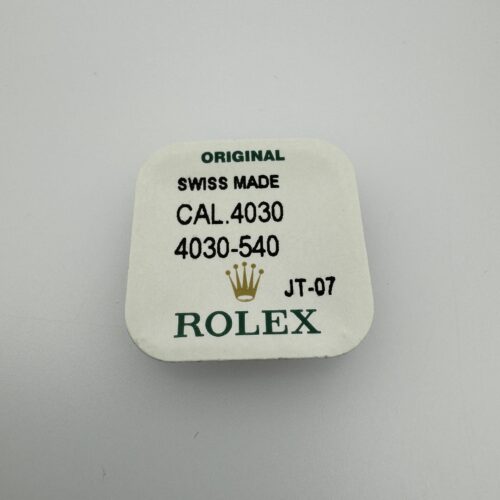 ORIGINAL
SWISS MADE
CAL.4030
4030-540
JT-07
ROLEX